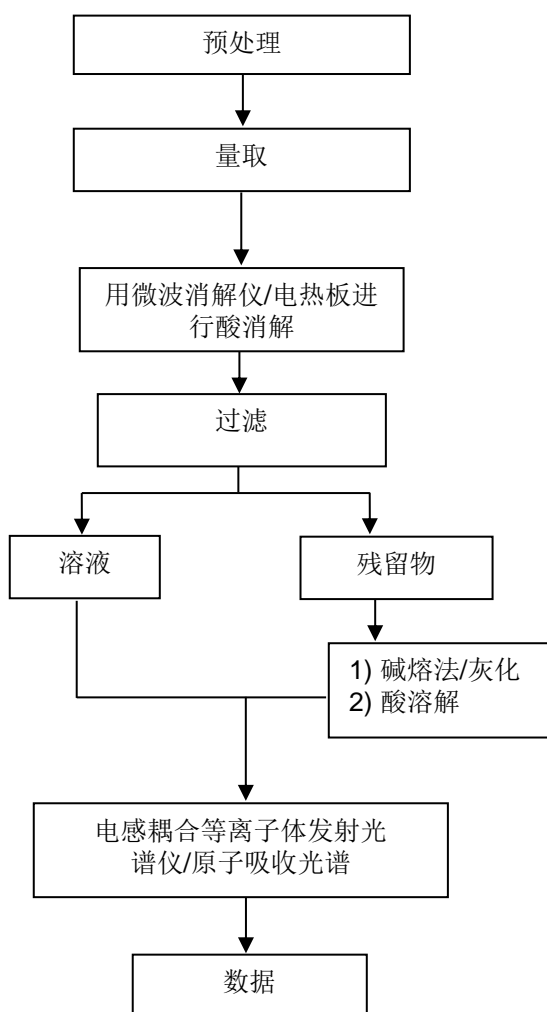 预处理
量取
用微波消解仪/电热板进
行酸消解
过滤
溶液
残留物
1) 碱熔法/灰化
2) 酸溶解
电感耦合等离子体发射光
谱仪/原子吸收光谱
数据